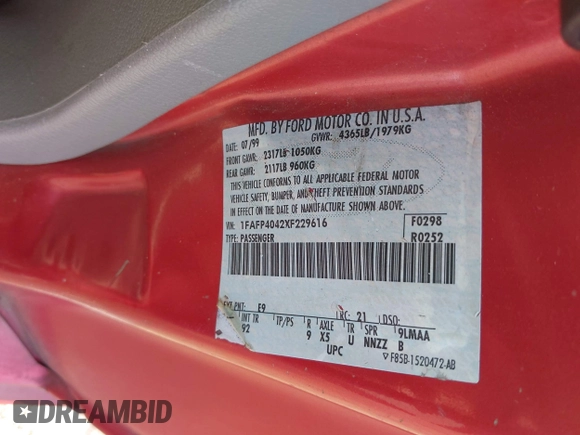 MFD. BY FORD MOTOR CO. IN U.S.A.
DATE: 07/99 GVWR: 4365LB/1979KG
FRONT GAWR: 2317LB 1050KG
REAR GAWR: 2117LB 960KG
THIS VEHICLE CONFORMS TO ALL APPLICABLE FEDERAL MOTOR
VEHICLE SAFETY, BUMPER, AND THEFT PREVENTION STANDARDS
IN EFFECT ON THE DATE OF MANUFACTURE SHOWN ABOVE.
VIN: 1FAFP4042XF229616 F0298
TYPE: PASSENGER R0252
EXT PNT: E9 RC: 21 DSO:
INT TR TP/PS R AXLE TR SPR 9LMAA
92 9 X5 U NNZZ B
UPC F85B-1520472-AB
DREAMBID